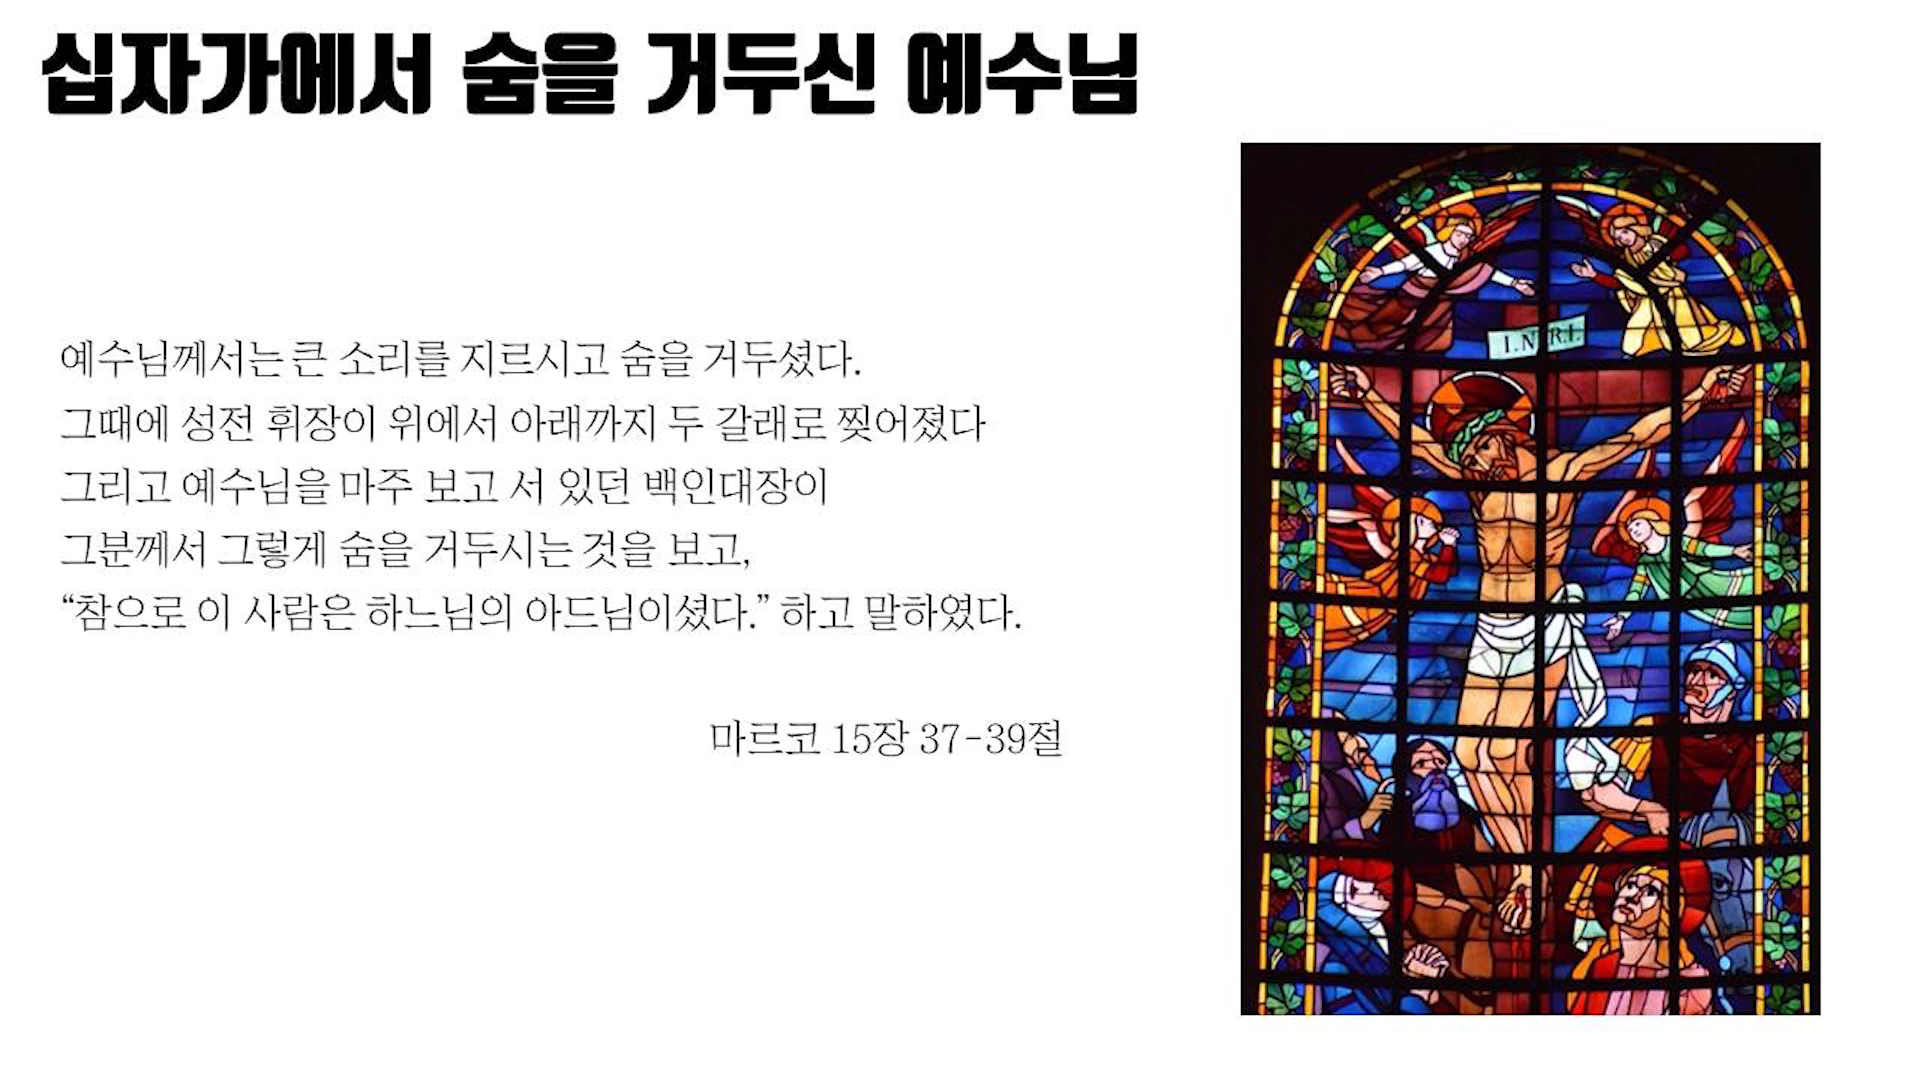 십자가에서 숨을 거두신 예수님
예수님께서는 큰 소리를 지르시고 숨을 거두셨다.
그때에 성전 휘장이 위에서 아래까지 두 갈래로 찢어졌다
그리고 예수님을 마주 보고 서 있던 백인대장이
그분께서 그렇게 숨을 거두시는 것을 보고,
“참으로 이 사람은 하느님의 아드님이셨다.” 하고 말하였다.
마르코 15장 37-39절
I.N.R.I.